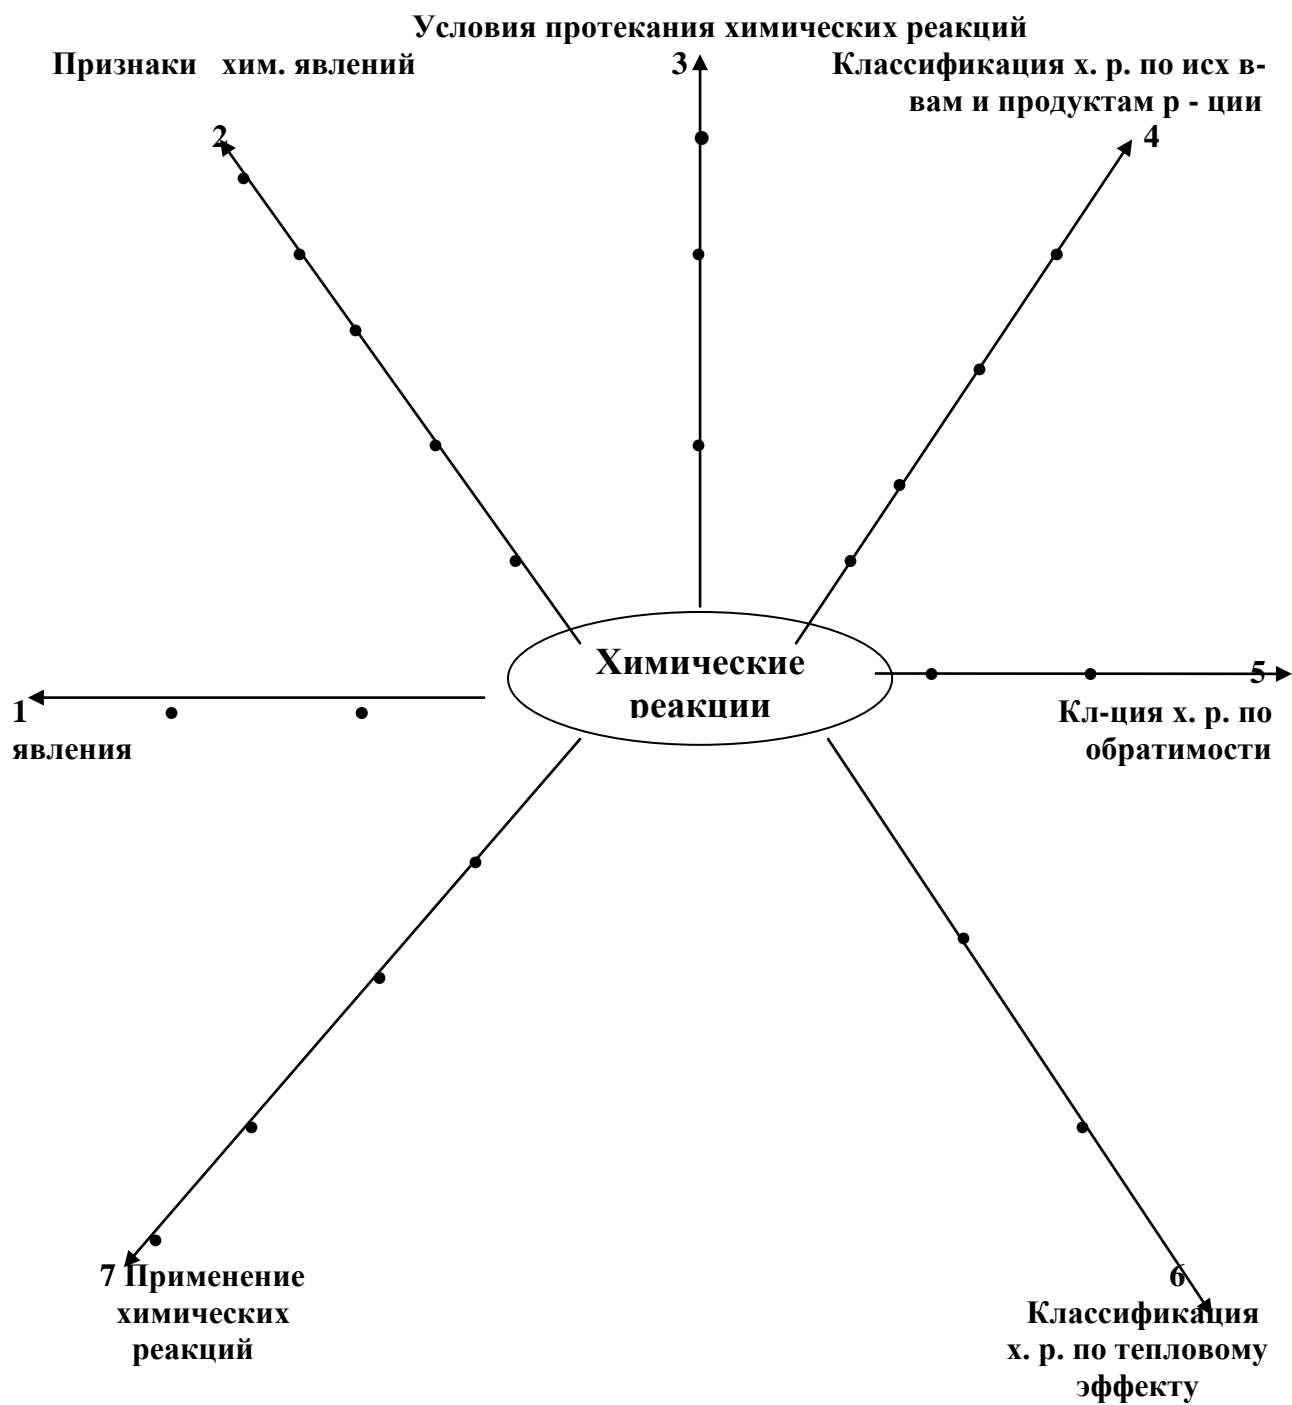 Условия протекания химических реакций
Признаки хим. явлений
3
Классификация х. р. по исх в-
вам и продуктам р - ции
2
4
Химические
реакции
5
1
явления
Кл-ция х. р. по
обратимости
7 Применение
химических
реакций
6
Классификация
х. р. по тепловому
эффекту